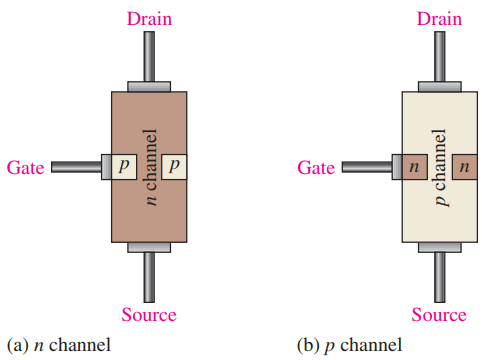 Drain
Gate
p
n channel
p
Source
(a) n channel
Drain
Gate
n
p channel
n
Source
(b) p channel